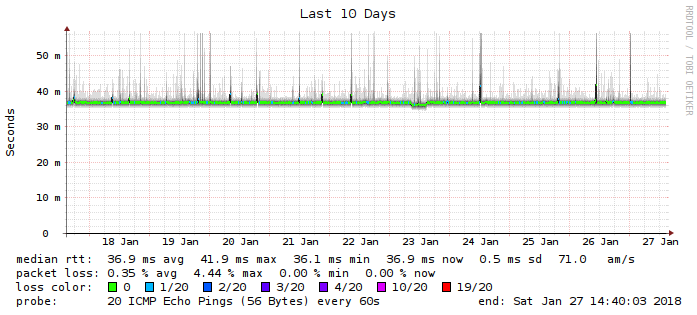 Last 10 Days
RRDTOOL / TOBI OETIKER
Seconds
50 m
40 m
30 m
20 m
10 m
0
18 Jan 19 Jan 20 Jan 21 Jan 22 Jan 23 Jan 24 Jan 25 Jan 26 Jan 27 Jan
median rtt: 36.9 ms avg 41.9 ms max 36.1 ms min 36.9 ms now 0.5 ms sd 71.0 am/s
packet loss: 0.35 % avg 4.44 % max 0.00 % min 0.00 % now
loss color: 0 1/20 2/20 3/20 4/20 10/20 19/20
probe: 20 ICMP Echo Pings (56 Bytes) every 60s end: Sat Jan 27 14:40:03 2018